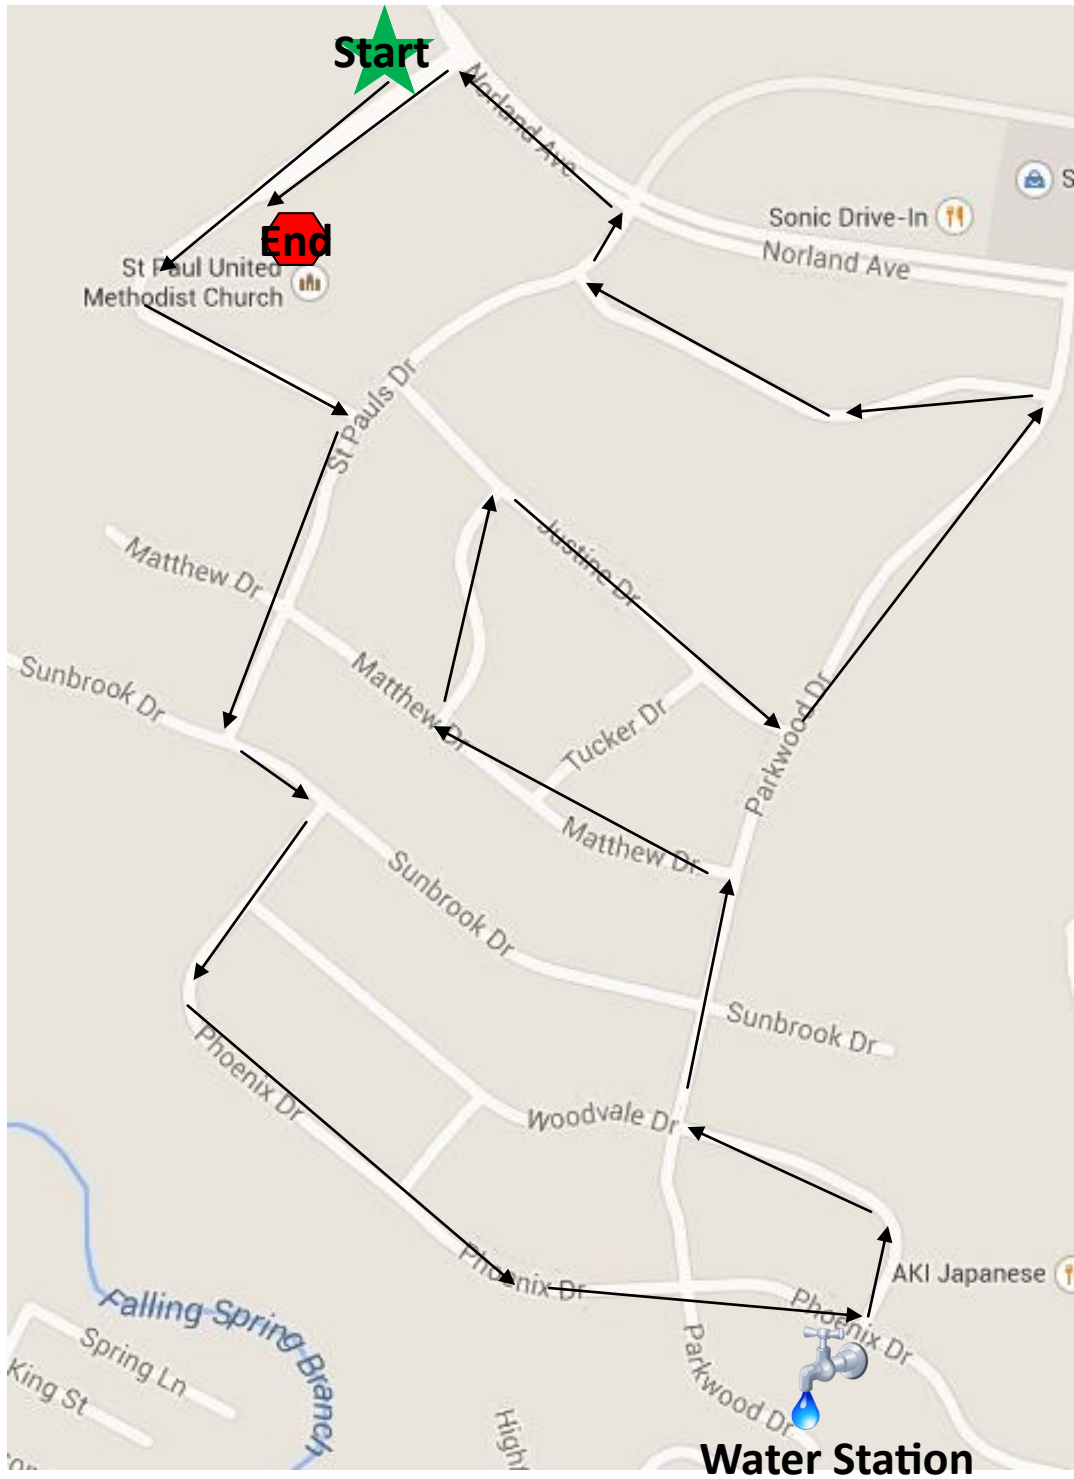 Start
Norland Ave
S
Sonic Drive-In
Norland Ave
End
St Paul United
Methodist Church
St Pauls Dr
Matthew Dr
Justine Dr
Sunbrook Dr
Matthew Dr
Tucker Dr
Parkwood Dr
Matthew Dr
Sunbrook Dr
Sunbrook Dr
Phoenix Dr
Woodvale Dr
Phoenix Dr
AKI Japanese
Phoenix Dr
Falling Spring Branch
Spring Ln
King St
Parkwood Dr
Hight
Water Station